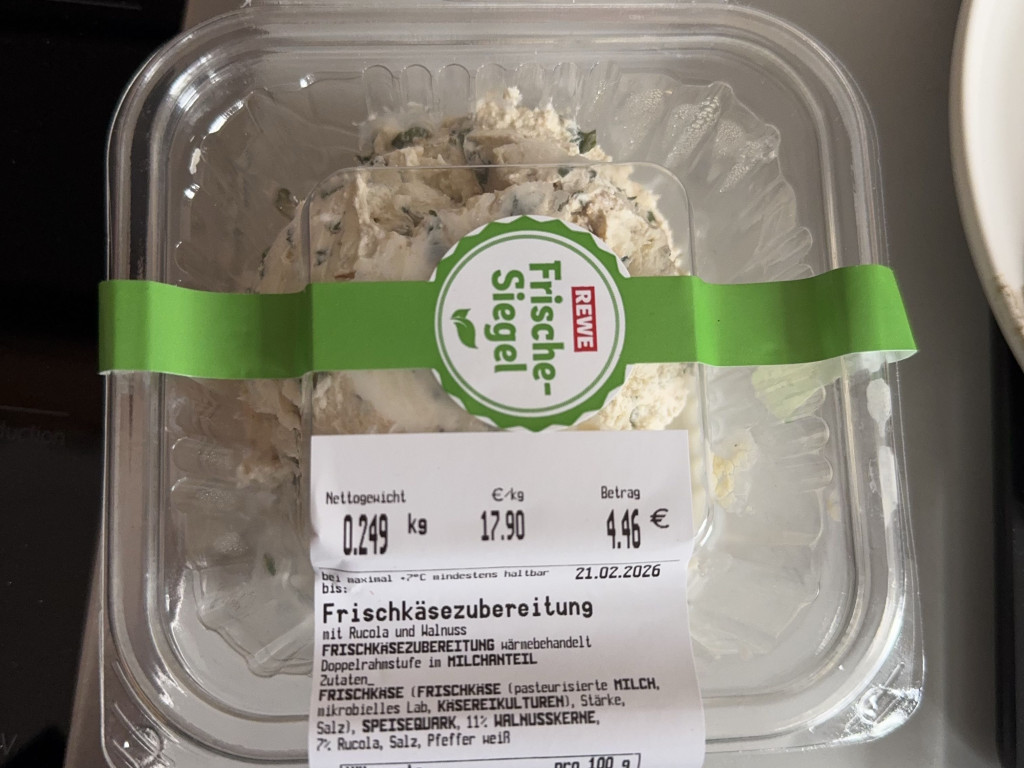 REWE
Frische-
Siegel
Nettogewicht €/kg Betrag
0.249 kg 17.90 4.46 €
bei maximal +7°C mindestens haltbar 21.02.2026
bis:
Frischkäsezubereitung
mit Rucola und Walnuss
FRISCHKÄSEZUBEREITUNG wärmebehandelt
Doppelrahmstufe im MILCHANTEIL
Zutaten_
FRISCHKÄSE (FRISCHKÄSE (pasteurisierte MILCH,
mikrobielles Lab, KÄSEREIKULTUREN), Stärke,
Salz), SPEISEQUARK, 11% WALNUSSKERNE,
7% Rucola, Salz, Pfeffer weiß
pro 100 g